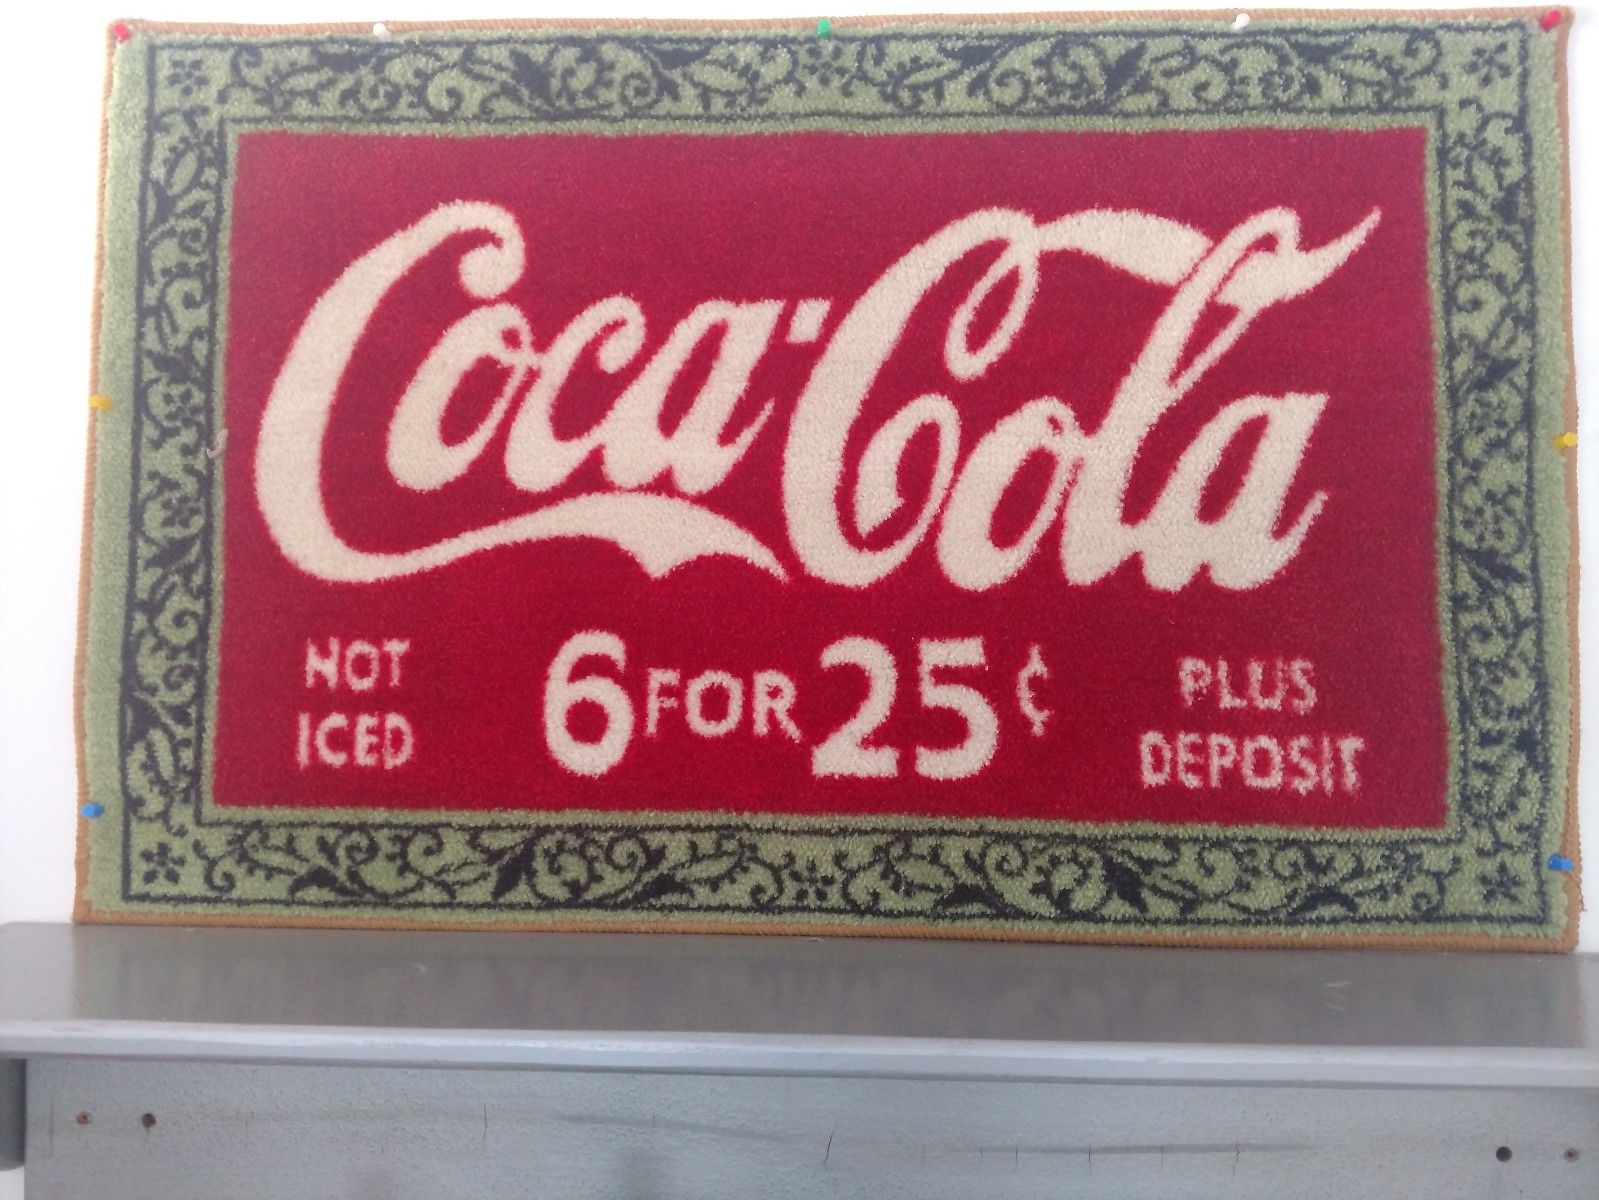 Coca-Cola
NOT ICED
6 FOR 25¢
PLUS DEPOSIT